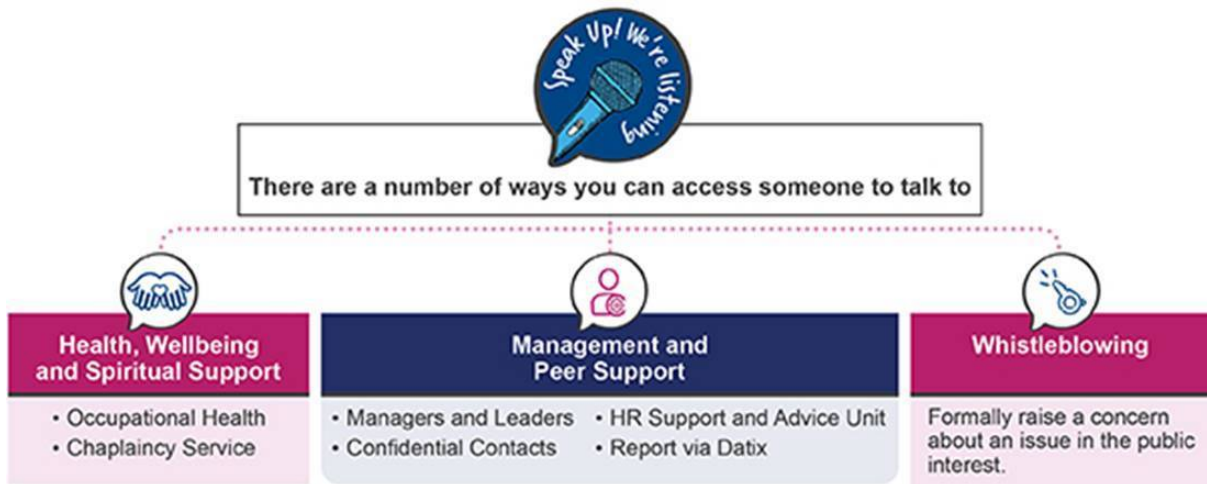 Speak Up! We're listening
There are a number of ways you can access someone to talk to
Health, Wellbeing
and Spiritual Support
• Occupational Health
• Chaplaincy Service
Management and
Peer Support
• Managers and Leaders
• Confidential Contacts
• HR Support and Advice Unit
• Report via Datix
Whistleblowing
Formally raise a concern
about an issue in the public
interest.